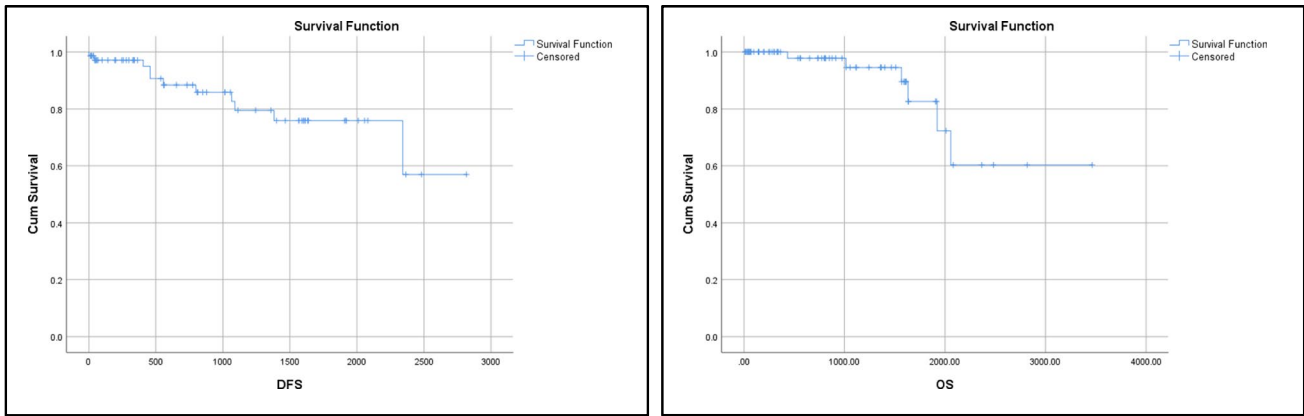 Survival Function
Survival Function
Censored
Cum Survival
1.0
0.8
0.6
0.4
0.2
0.0
0
500
1000
1500
2000
2500
3000
DFS
Survival Function
Survival Function
Censored
Cum Survival
1.0
0.8
0.6
0.4
0.2
0.0
.00
1000.00
2000.00
3000.00
4000.00
OS